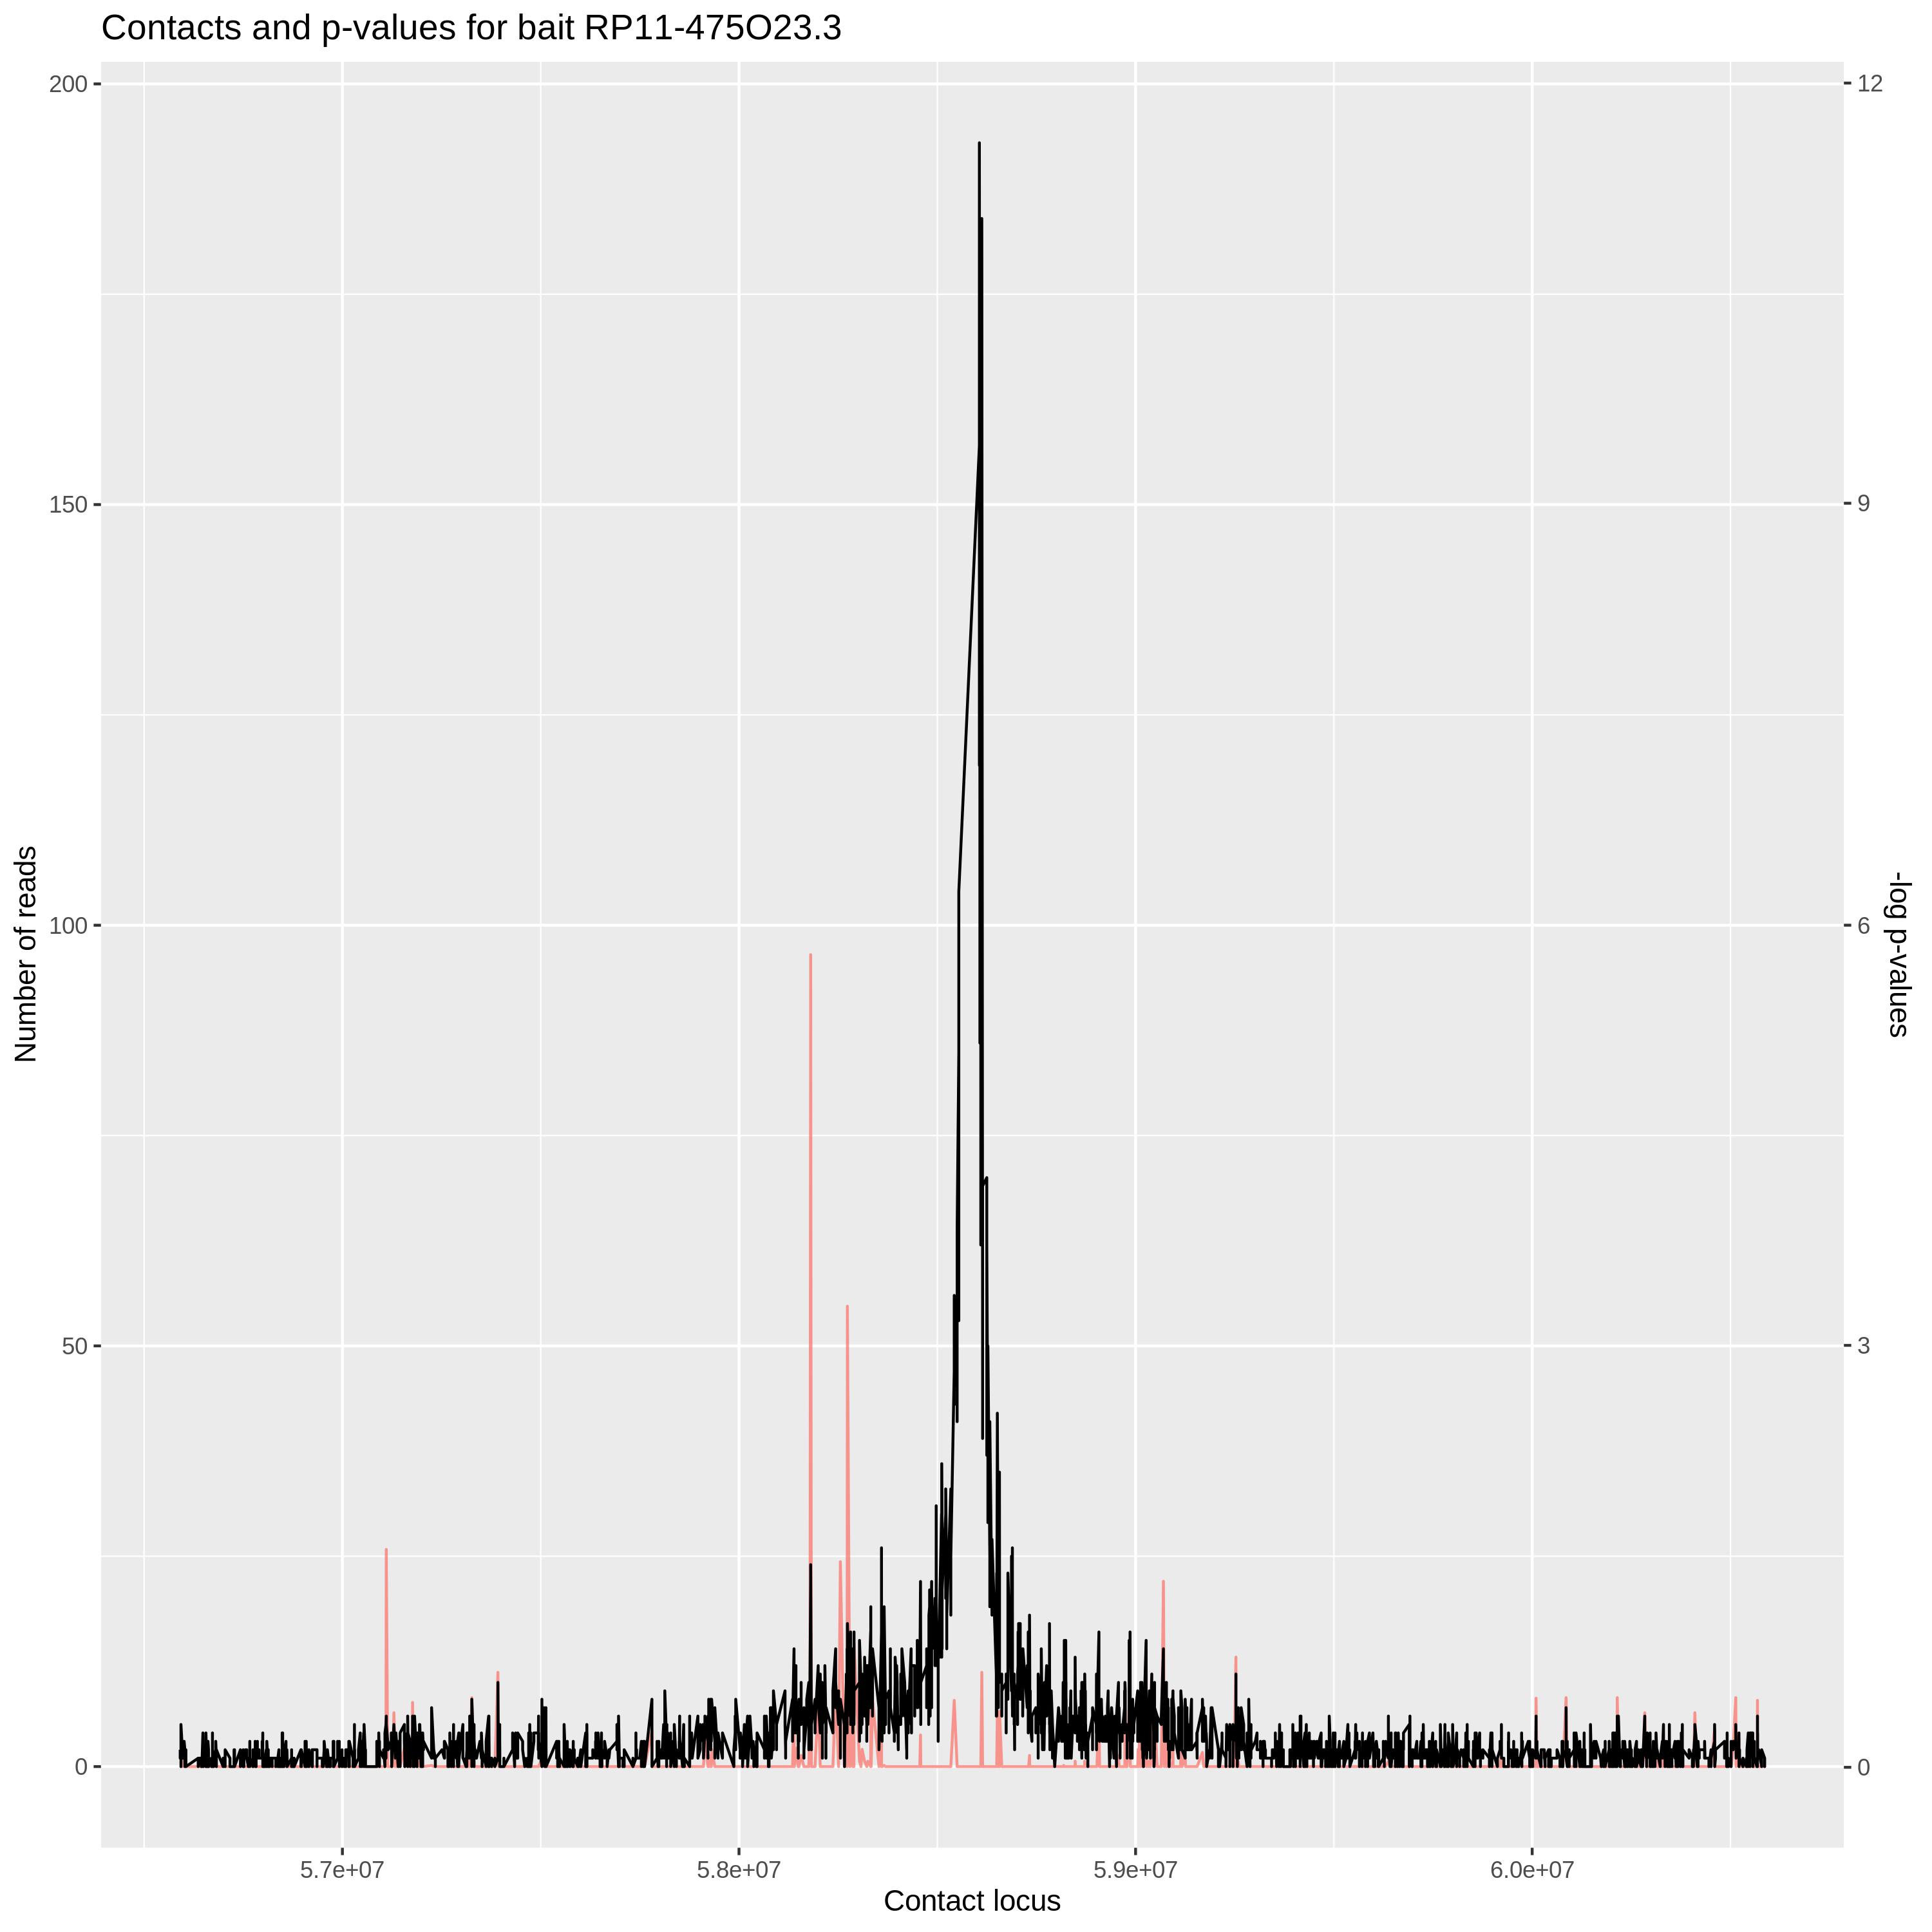 Contacts and p-values for bait RP11-475O23.3
200
150
100
50
0
12
9
6
3
0
Number of reads
-log p-values
5.7e+07
5.8e+07
5.9e+07
6.0e+07
Contact locus